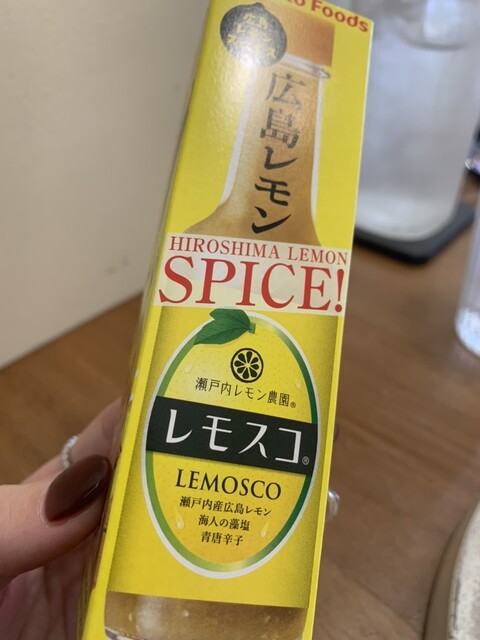 Foods
広島レモン
HIROSHIMA LEMON
SPICE!
瀬戸内レモン農園®
レモスコ®
LEMOSCO
瀬戸内産広島レモン
海人の藻塩
青唐辛子